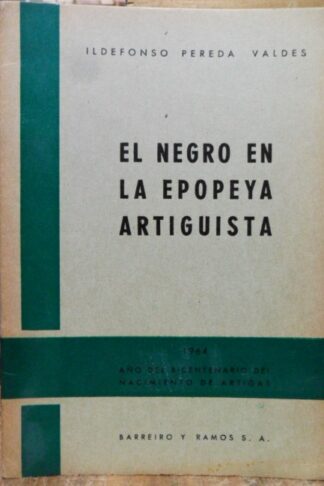 ILDEFONSO PEREDA VALDES
EL NEGRO EN
LA EPOPEYA
ARTIGUISTA
1964
AÑO DEL BICENTENARIO DEL
NACIMIENTO DE ARTIGAS
BARREIRO Y RAMOS S. A.